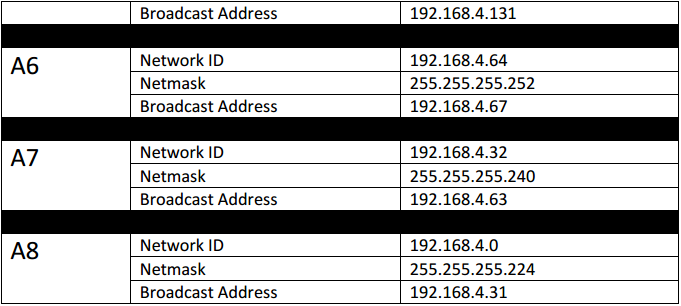 Broadcast Address 192.168.4.131
A6 Network ID 192.168.4.64
Netmask 255.255.255.252
Broadcast Address 192.168.4.67
A7 Network ID 192.168.4.32
Netmask 255.255.255.240
Broadcast Address 192.168.4.63
A8 Network ID 192.168.4.0
Netmask 255.255.255.224
Broadcast Address 192.168.4.31